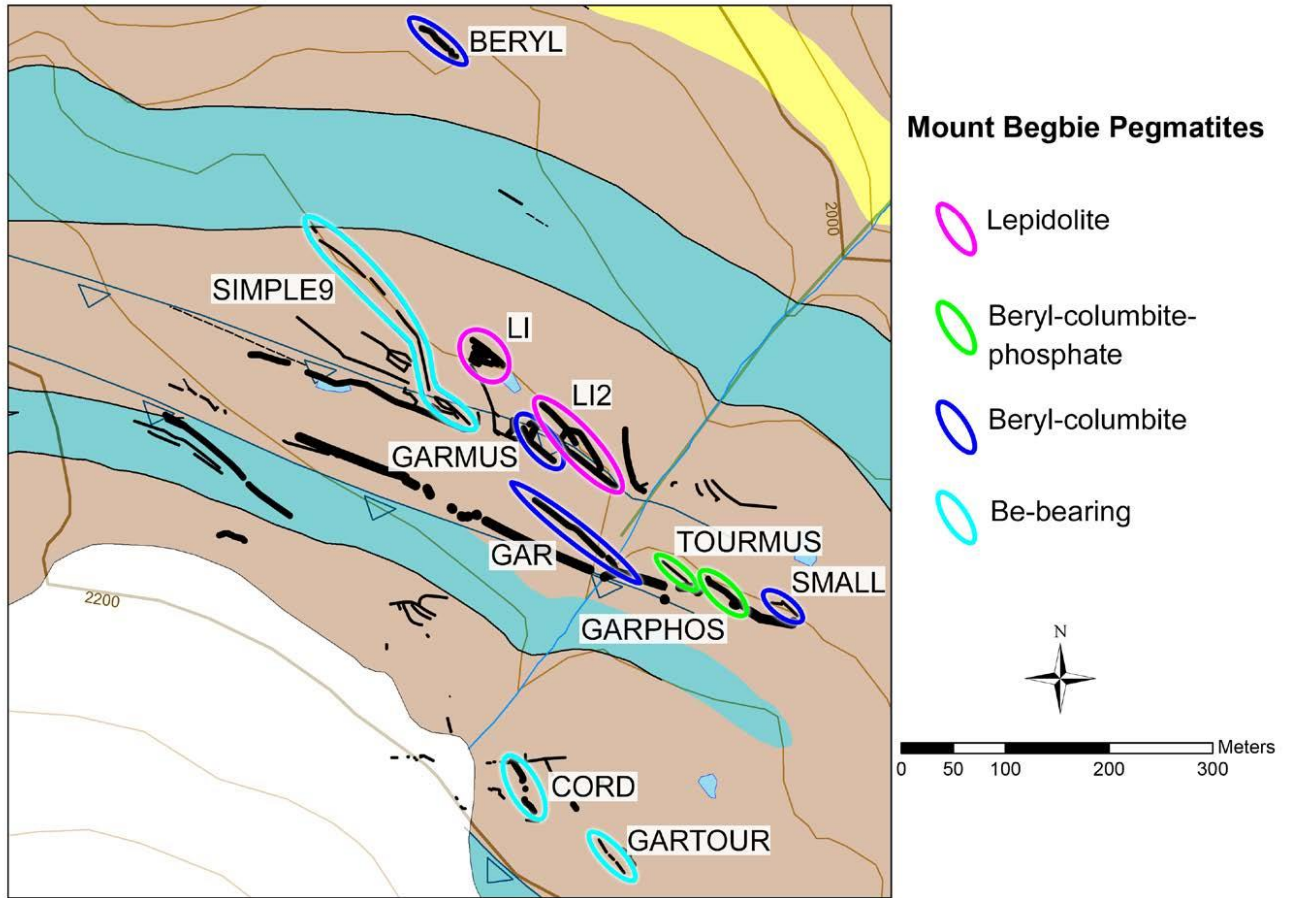 BERYL
2000
SIMPLE9
LI
LI2
GARMUS
GAR
TOURMUS
SMALL
GARPHOS
2200
CORD
GARTOUR
Mount Begbie Pegmatites
Lepidolite
Beryl-columbite-
phosphate
Beryl-columbite
Be-bearing
N
Meters
0 50 100 200 300